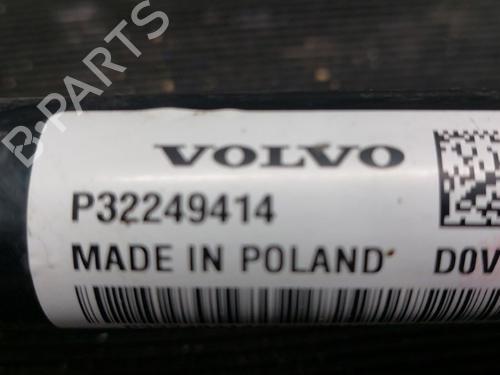 VOLVO
P32249414
MADE IN POLAND D0V
B-PARTS